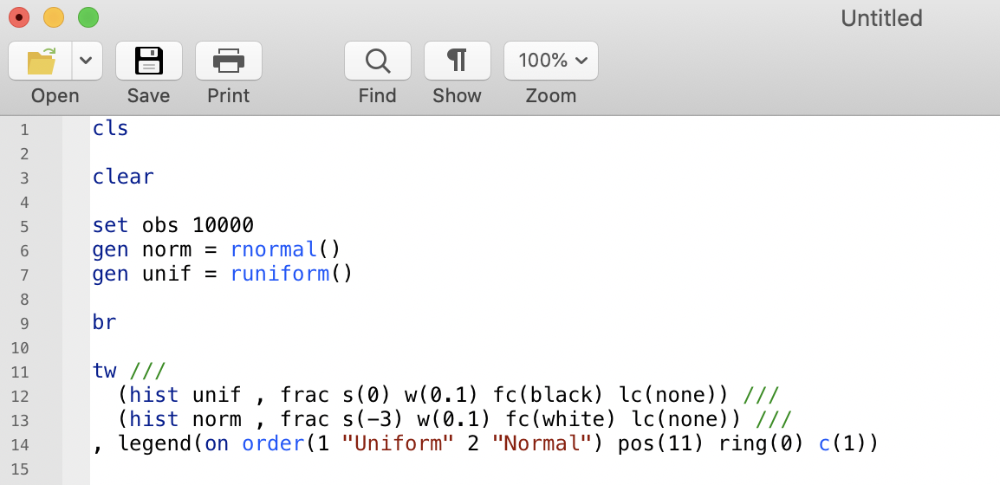 Untitled
Open Save Print Find Show 100% Zoom
1 cls
2
3 clear
4
5 set obs 10000
6 gen norm = rnormal()
7 gen unif = runiform()
8
9 br
10
11 tw ///
12 (hist unif , frac s(0) w(0.1) fc(black) lc(none)) ///
13 (hist norm , frac s(-3) w(0.1) fc(white) lc(none)) ///
14 , legend(on order(1 "Uniform" 2 "Normal") pos(11) ring(0) c(1))
15